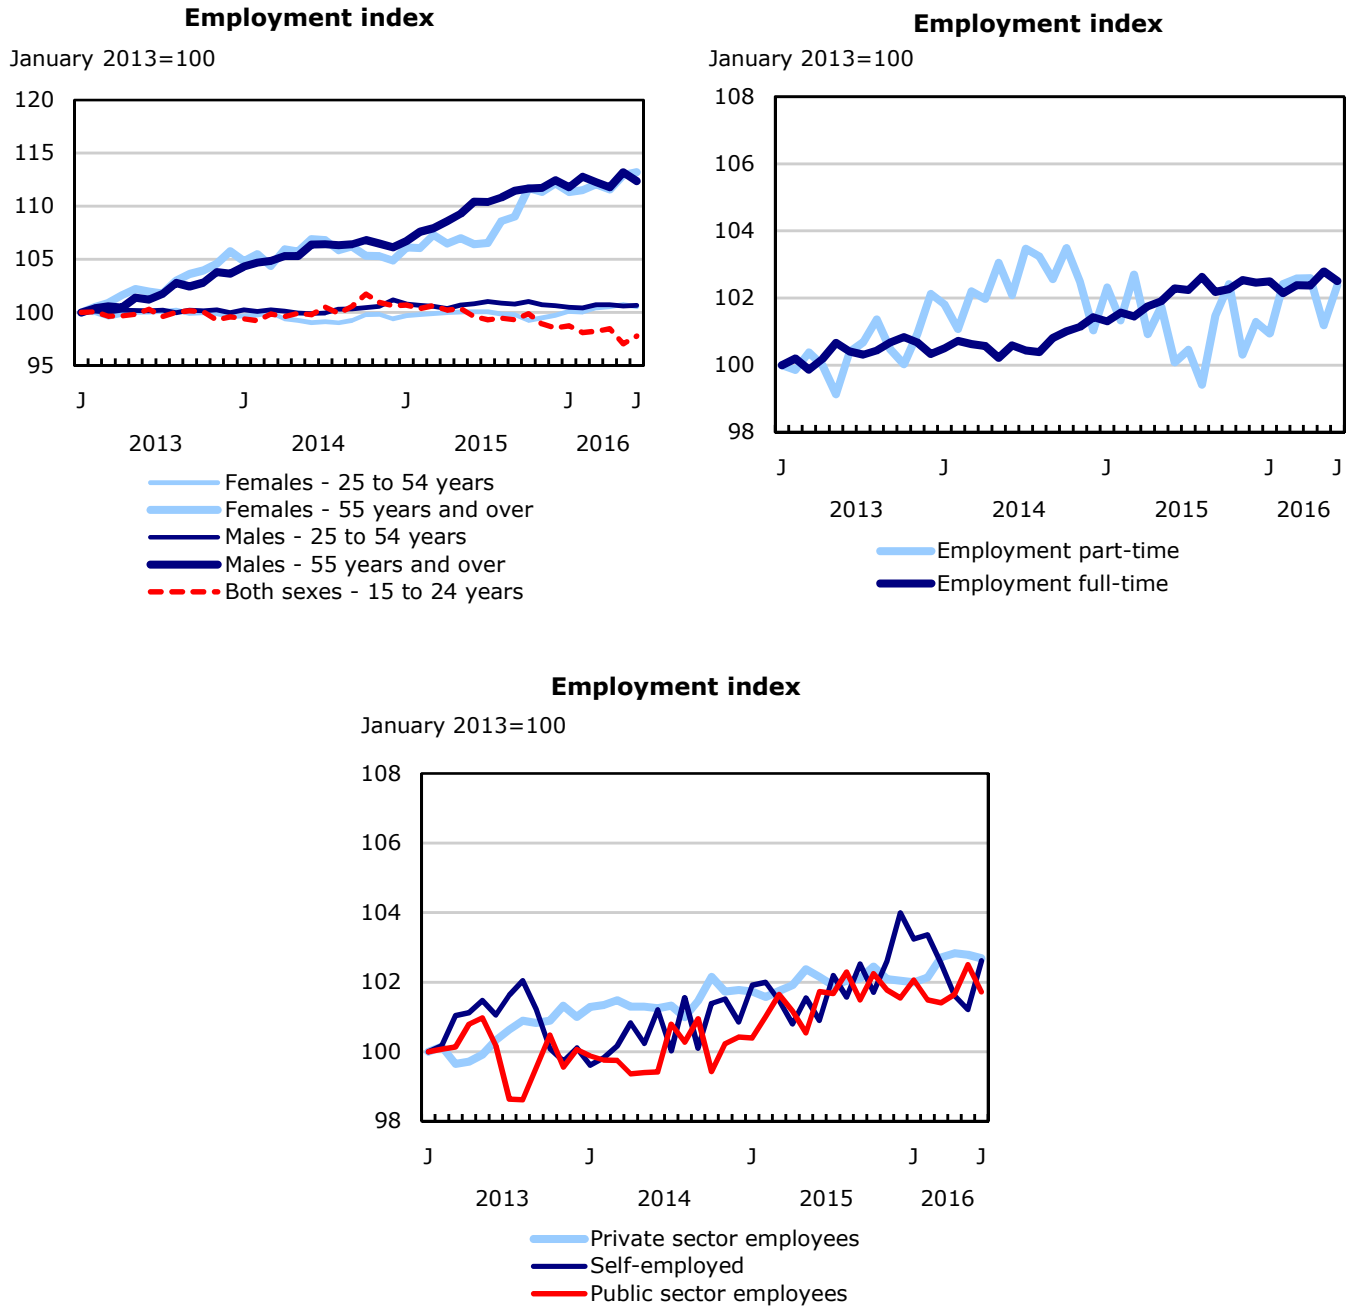 Employment index
January 2013=100
120
115
110
105
100
95
J J J J J
2013 2014 2015 2016
Females - 25 to 54 years
Females - 55 years and over
Males - 25 to 54 years
Males - 55 years and over
Both sexes - 15 to 24 years
Employment index
January 2013=100
108
106
104
102
100
98
J J J J J
2013 2014 2015 2016
Employment part-time
Employment full-time
Employment index
January 2013=100
108
106
104
102
100
98
J J J J J
2013 2014 2015 2016
Private sector employees
Self-employed
Public sector employees